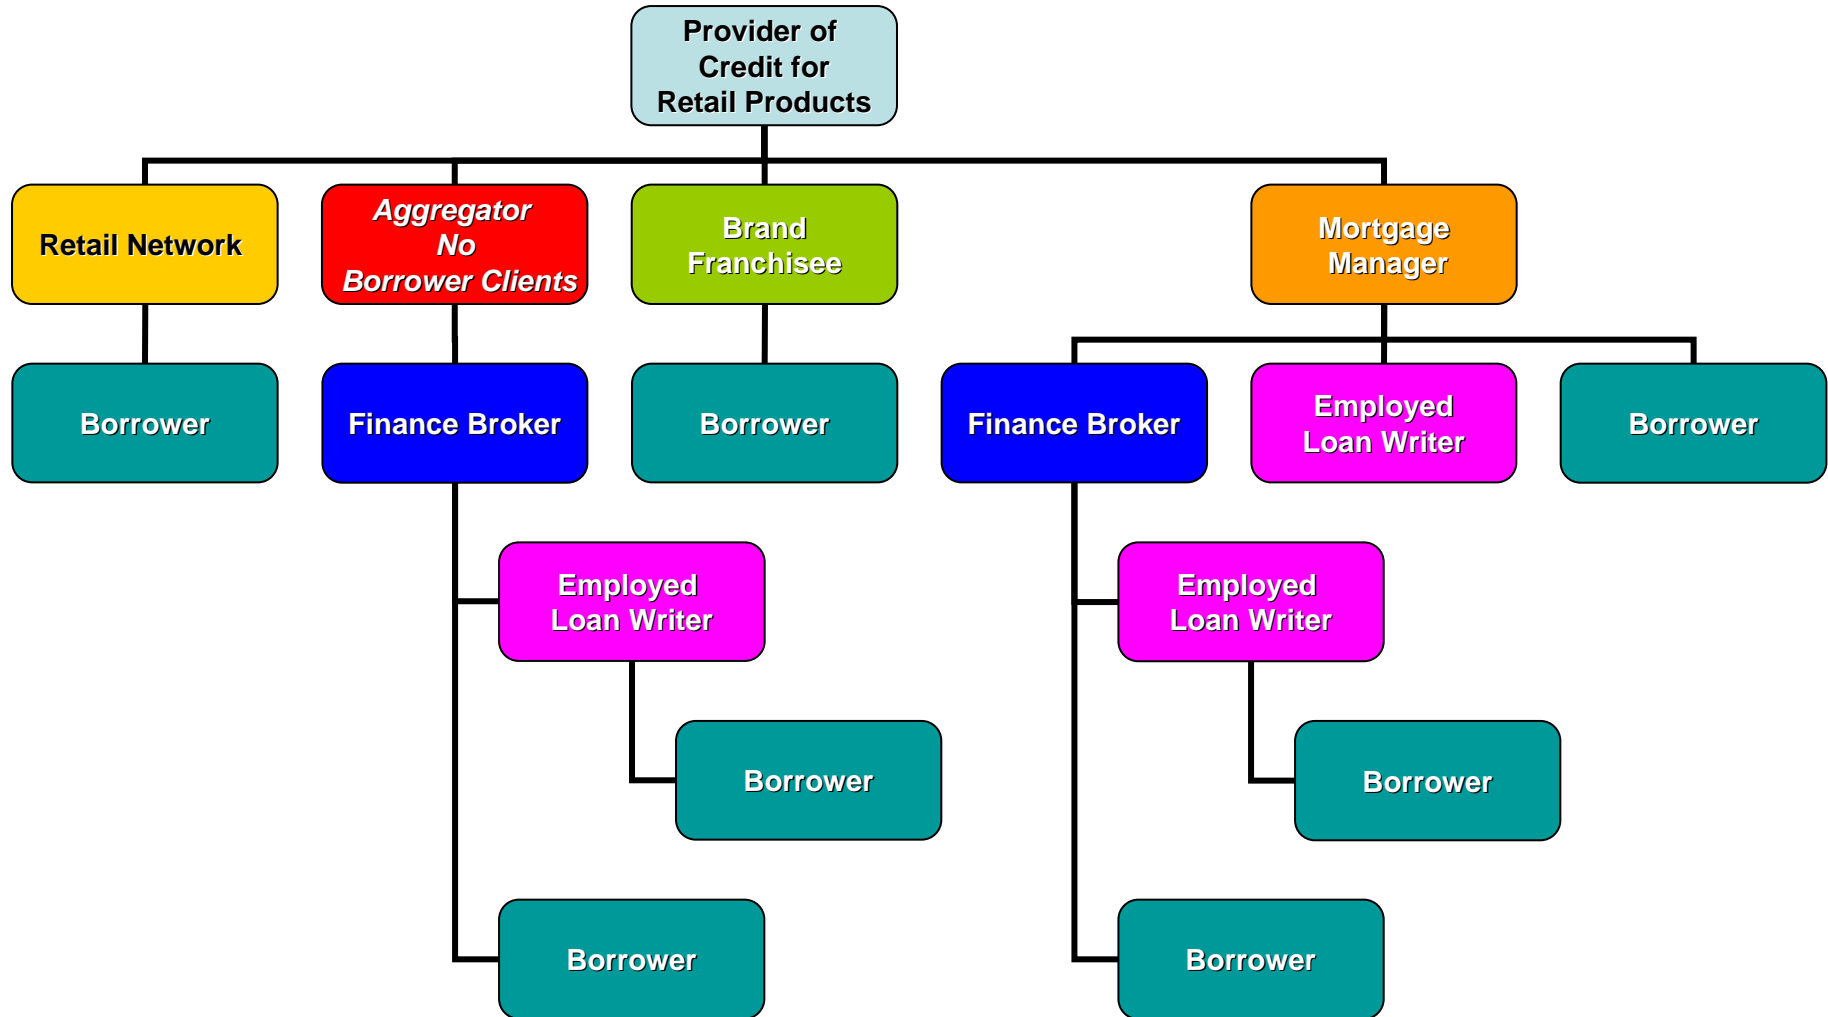 Provider of
Credit for
Retail Products
Retail Network
Aggregator
No
Borrower Clients
Brand
Franchisee
Mortgage
Manager
Borrower
Finance Broker
Borrower
Finance Broker
Employed
Loan Writer
Borrower
Employed
Loan Writer
Employed
Loan Writer
Borrower
Borrower
Borrower
Borrower